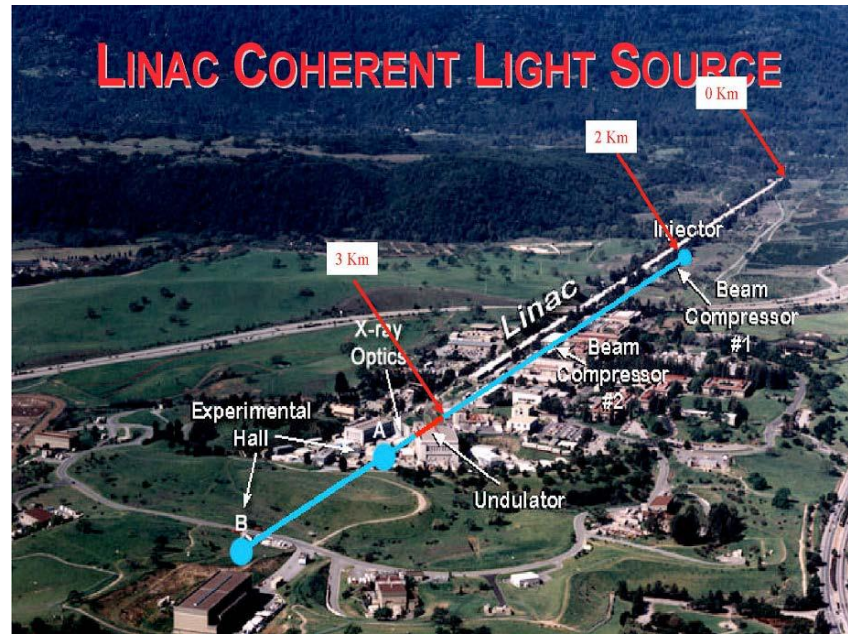 LINAC COHERENT LIGHT SOURCE
0 Km
2 Km
Injector
3 Km
Linac
Beam
Compressor
#1
X-ray
Optics
Beam
Compressor
#2
Experimental
Hall
A
Undulator
B